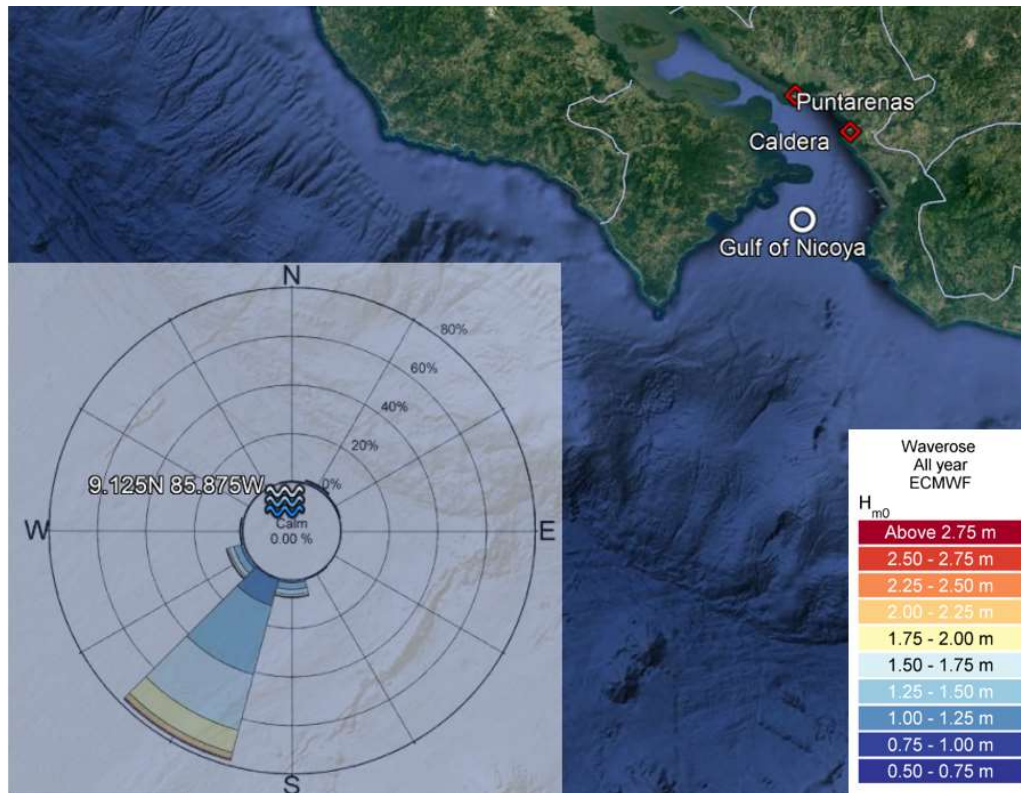 Puntarenas
Caldera
Gulf of Nicoya
N
80%
60%
40%
20%
0%
9.125N 85.875W
Calm
0.00 %
W
E
S
Waverose
All year
ECMWF
Hm0
Above 2.75 m
2.50 - 2.75 m
2.25 - 2.50 m
2.00 - 2.25 m
1.75 - 2.00 m
1.50 - 1.75 m
1.25 - 1.50 m
1.00 - 1.25 m
0.75 - 1.00 m
0.50 - 0.75 m